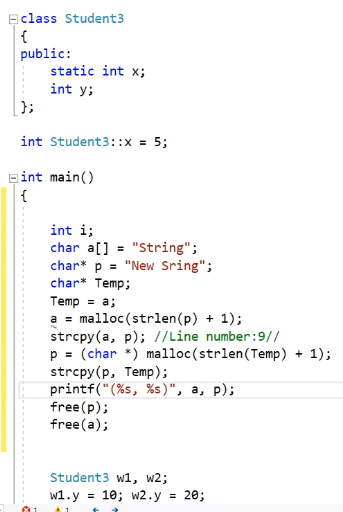 class Student3
{
public:
    static int x;
    int y;
};

int Student3::x = 5;

int main()
{

    int i;
    char a[] = "String";
    char* p = "New Sring";
    char* Temp;
    Temp = a;
    a = malloc(strlen(p) + 1);
    strcpy(a, p); //Line number:9//
    p = (char *) malloc(strlen(Temp) + 1);
    strcpy(p, Temp);
    printf("(%s, %s)", a, p);
    free(p);
    free(a);


    Student3 w1, w2;
    w1.y = 10; w2.y = 20;
1 1